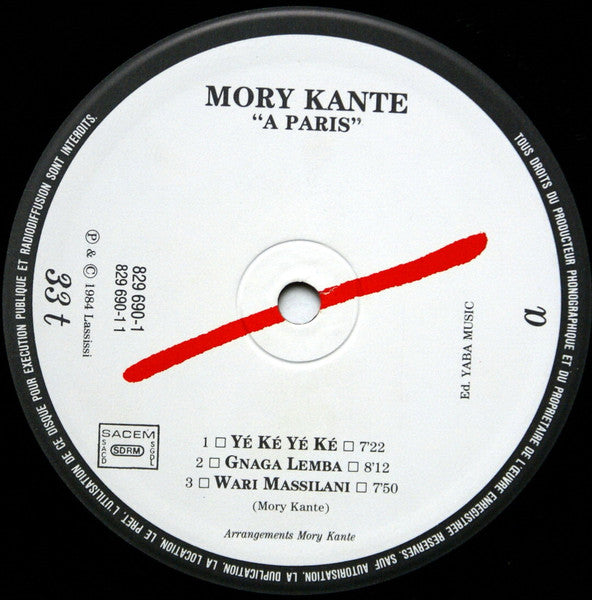 MORY KANTE
“A PARIS”
TOUS DROITS DU PRODUCTEUR PHONOGRAPHIQUE ET DU PROPRIETAIRE DE L'ŒUVRE ENREGISTREE RESERVES. SAUF AUTORISATION, LA DUPLICATION, LA LOCATION, LE PRET, L'UTILISATION DE CE DISQUE POUR EXECUTION PUBLIQUE ET RADIODIFFUSION SONT INTERDITS.
℗ & © 1984 Lassissi
829 690-1
829 690-1 1
33 t
a
Ed. YABA MUSIC
SACEM
SACD
SDRM
SGDL
1 □ YÉ KÉ YÉ KÉ □ 7'22
2 □ GNAGA LEMBA □ 8'12
3 □ WARI MASSILANI □ 7'50
(Mory Kante)
Arrangements Mory Kante